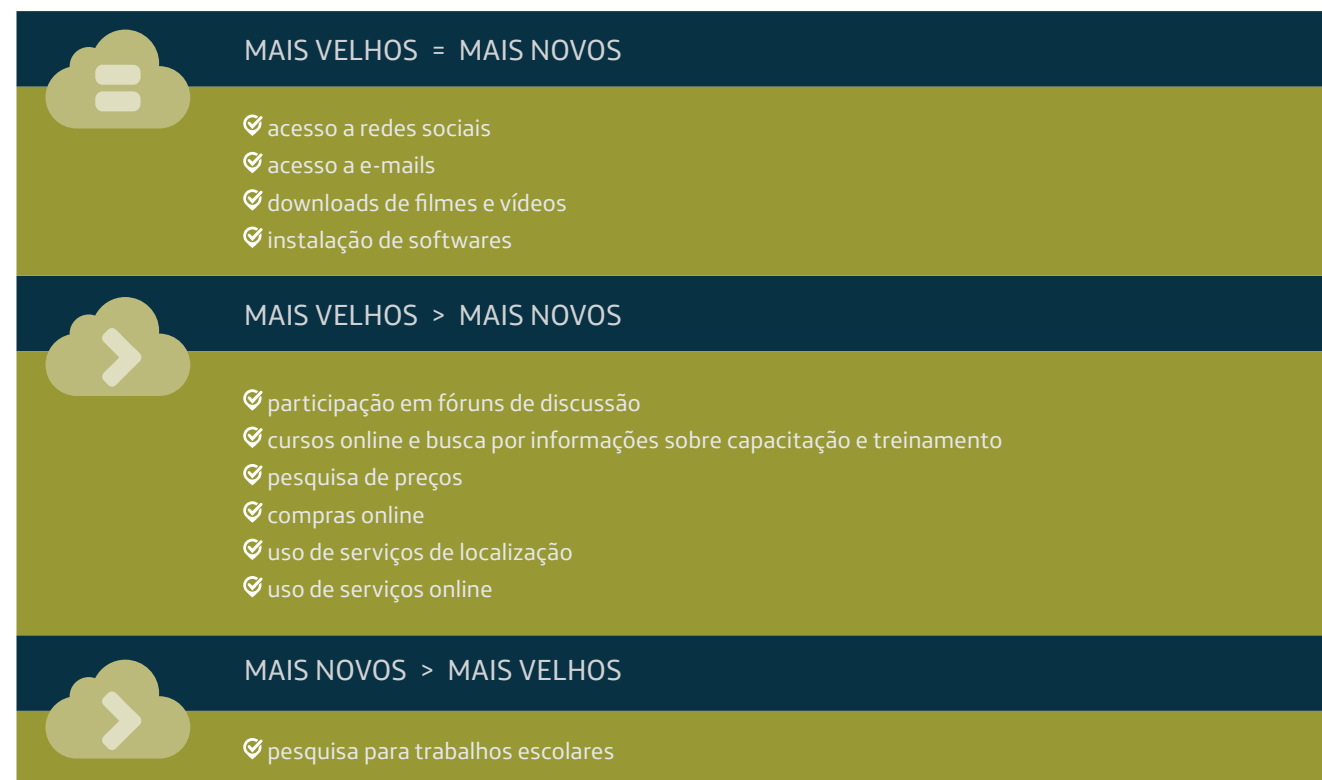 MAIS VELHOS = MAIS NOVOS
acesso a redes sociais
acesso a e-mails
downloads de filmes e vídeos
instalação de softwares
MAIS VELHOS > MAIS NOVOS
participação em fóruns de discussão
cursos online e busca por informações sobre capacitação e treinamento
pesquisa de preços
compras online
uso de serviços de localização
uso de serviços online
MAIS NOVOS > MAIS VELHOS
pesquisa para trabalhos escolares